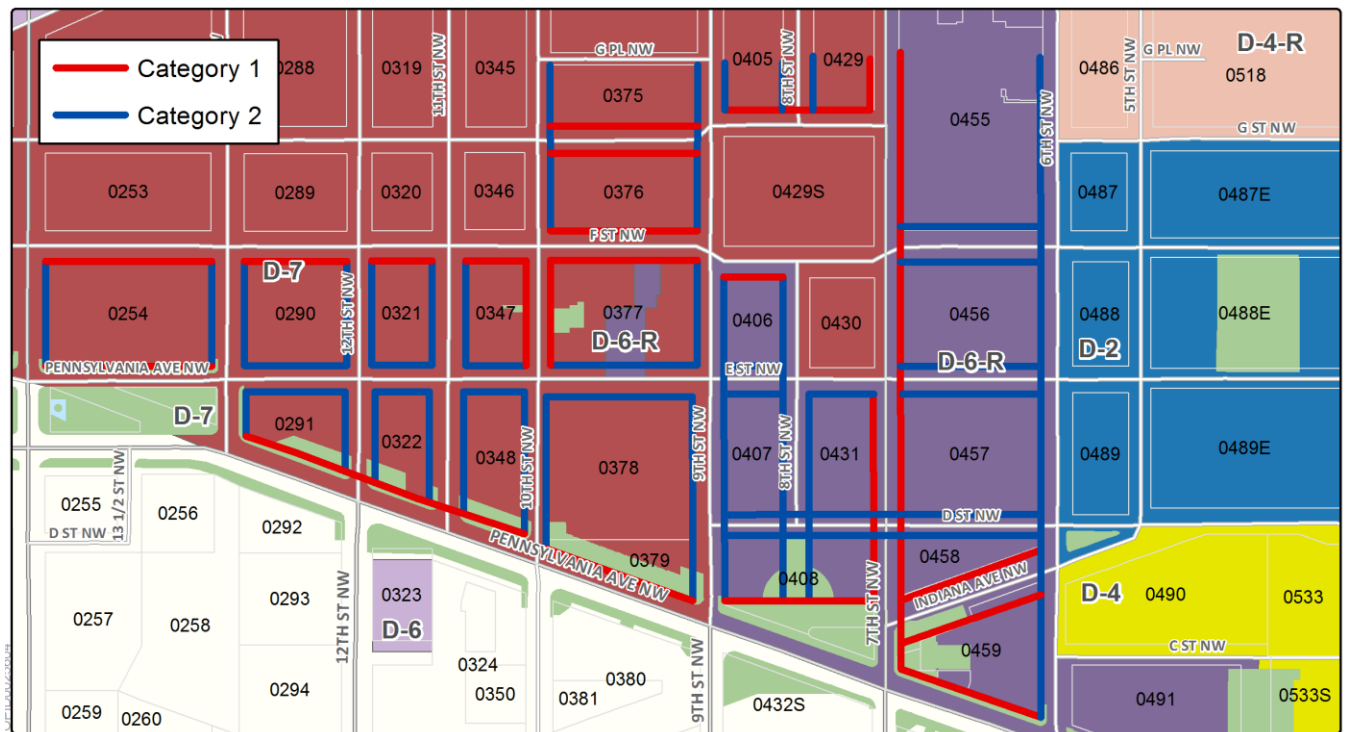 G PL NW
8TH ST NW
5TH ST NW
G PL NW
D-4-R
Category 1
Category 2
0288
0319
11TH ST NW
0345
0375
0405
0429
0455
0486
0518
6TH ST NW
G ST NW
0253
0289
0320
0346
0376
0429S
0487
0487E
F ST NW
D-7
0254
0290
12TH ST NW
0321
0347
0377
D-6-R
0406
0430
0456
D-6-R
0488
D-2
0488E
PENNSYLVANIA AVE NW
E ST NW
D-7
0291
0322
0348
10TH ST NW
0378
9TH ST NW
0407
8TH ST NW
0431
0457
0489
0489E
0255
13 1/2 ST NW
0256
0292
D ST NW
D ST NW
PENNSYLVANIA AVE NW
0379
0408
0458
INDIANA AVE NW
7TH ST NW
0257
0258
0293
12TH ST NW
0323
D-6
D-4
0490
0533
0459
C ST NW
0324
0350
0294
0380
0381
9TH ST NW
0432S
0491
0533S
0259
0260